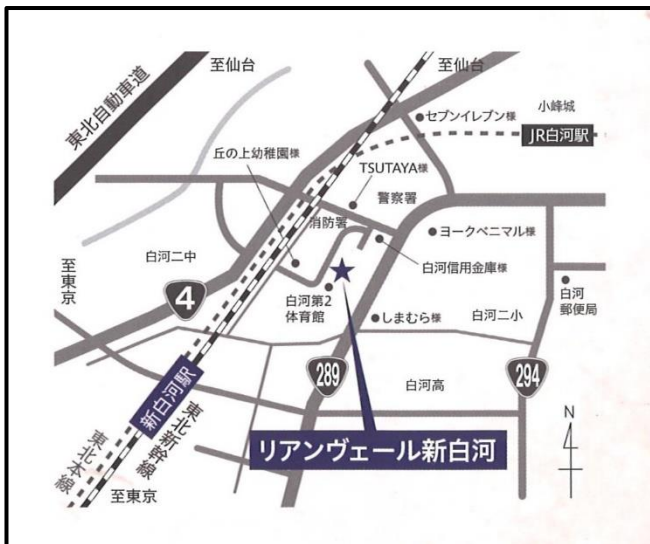 至仙台
至仙台
東北自動車道
セブンイレブン様
小峰城
JR白河駅
丘の上幼稚園様
TSUTAYA様
警察署
消防署
ヨークベニマル様
白河二中
白河信用金庫様
至東京
4
白河第2
体育館
しまむら様
白河二小
白河
郵便局
289
294
白河高
新白河駅
東北新幹線
東北本線
リアンヴェール新白河
至東京
N